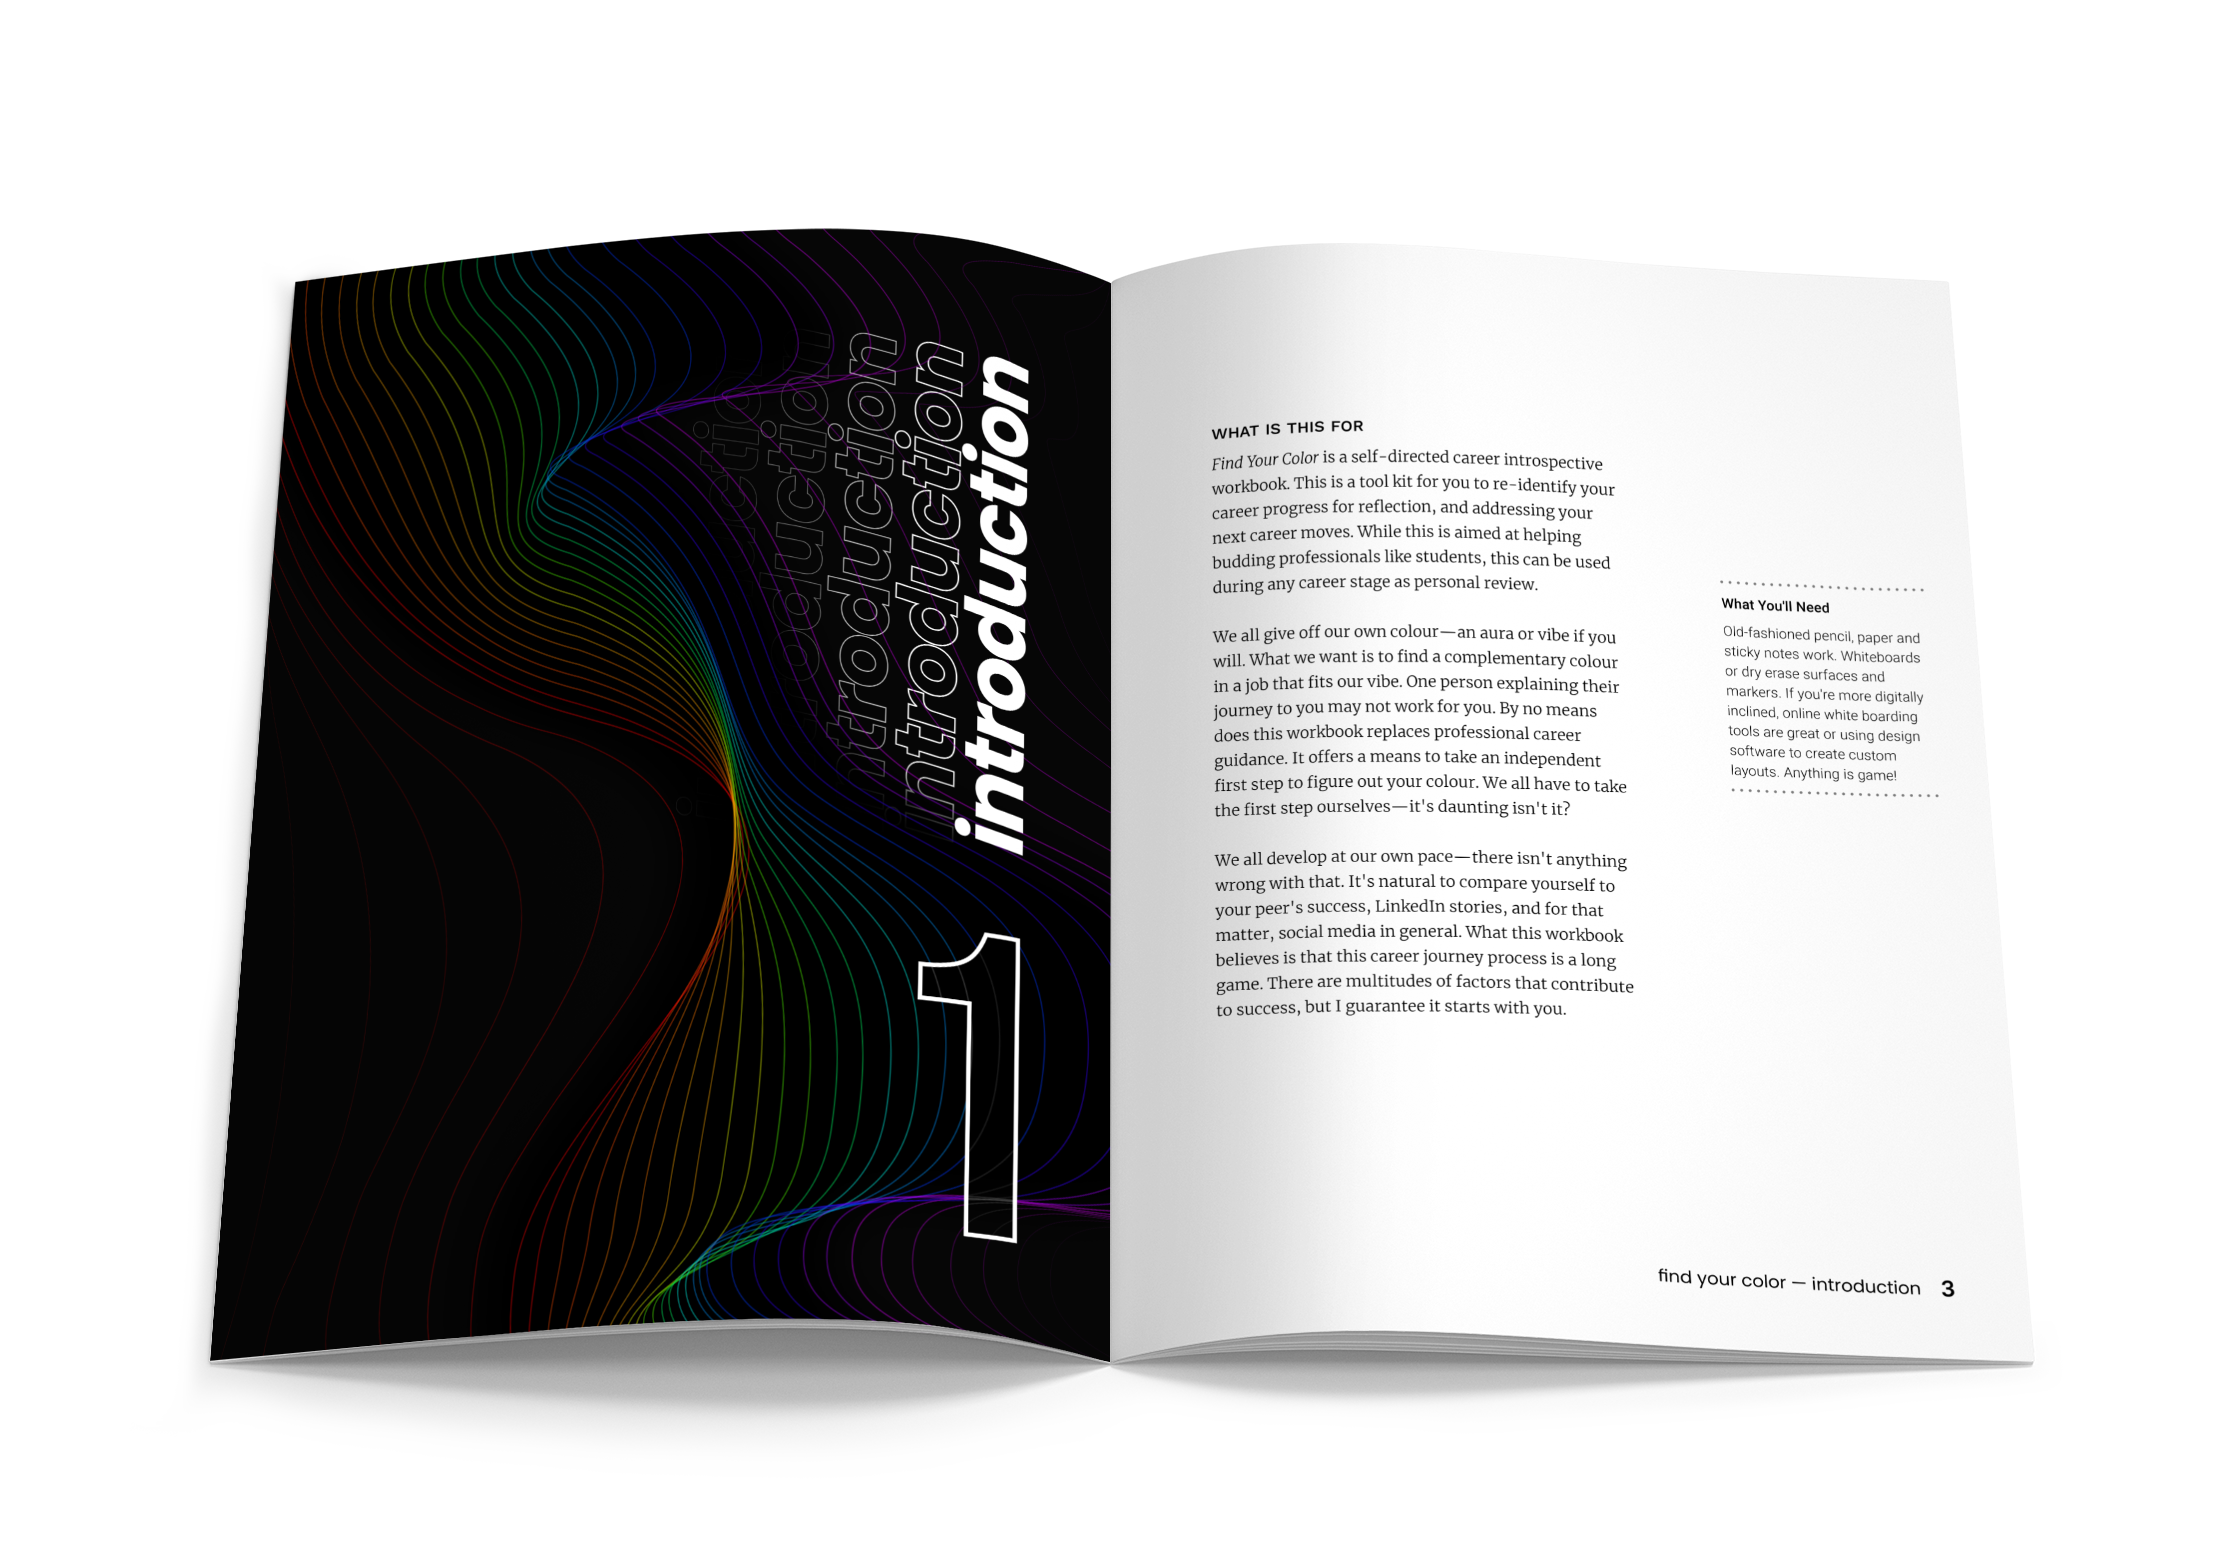 introduction
introduction
introduction
introduction
1
WHAT IS THIS FOR
Find Your Color is a self-directed career introspective
workbook. This is a tool kit for you to re-identify your
career progress for reflection, and addressing your
next career moves. While this is aimed at helping
budding professionals like students, this can be used
during any career stage as personal review.
We all give off our own colour—an aura or vibe if you
will. What we want is to find a complementary colour
in a job that fits our vibe. One person explaining their
journey to you may not work for you. By no means
does this workbook replaces professional career
guidance. It offers a means to take an independent
first step to figure out your colour. We all have to take
the first step ourselves—it's daunting isn't it?
We all develop at our own pace—there isn't anything
wrong with that. It's natural to compare yourself to
your peer's success, LinkedIn stories, and for that
matter, social media in general. What this workbook
believes is that this career journey process is a long
game. There are multitudes of factors that contribute
to success, but I guarantee it starts with you.
What You'll Need
Old-fashioned pencil, paper and
sticky notes work. Whiteboards
or dry erase surfaces and
markers. If you're more digitally
inclined, online white boarding
tools are great or using design
software to create custom
layouts. Anything is game!
find your color — introduction 3